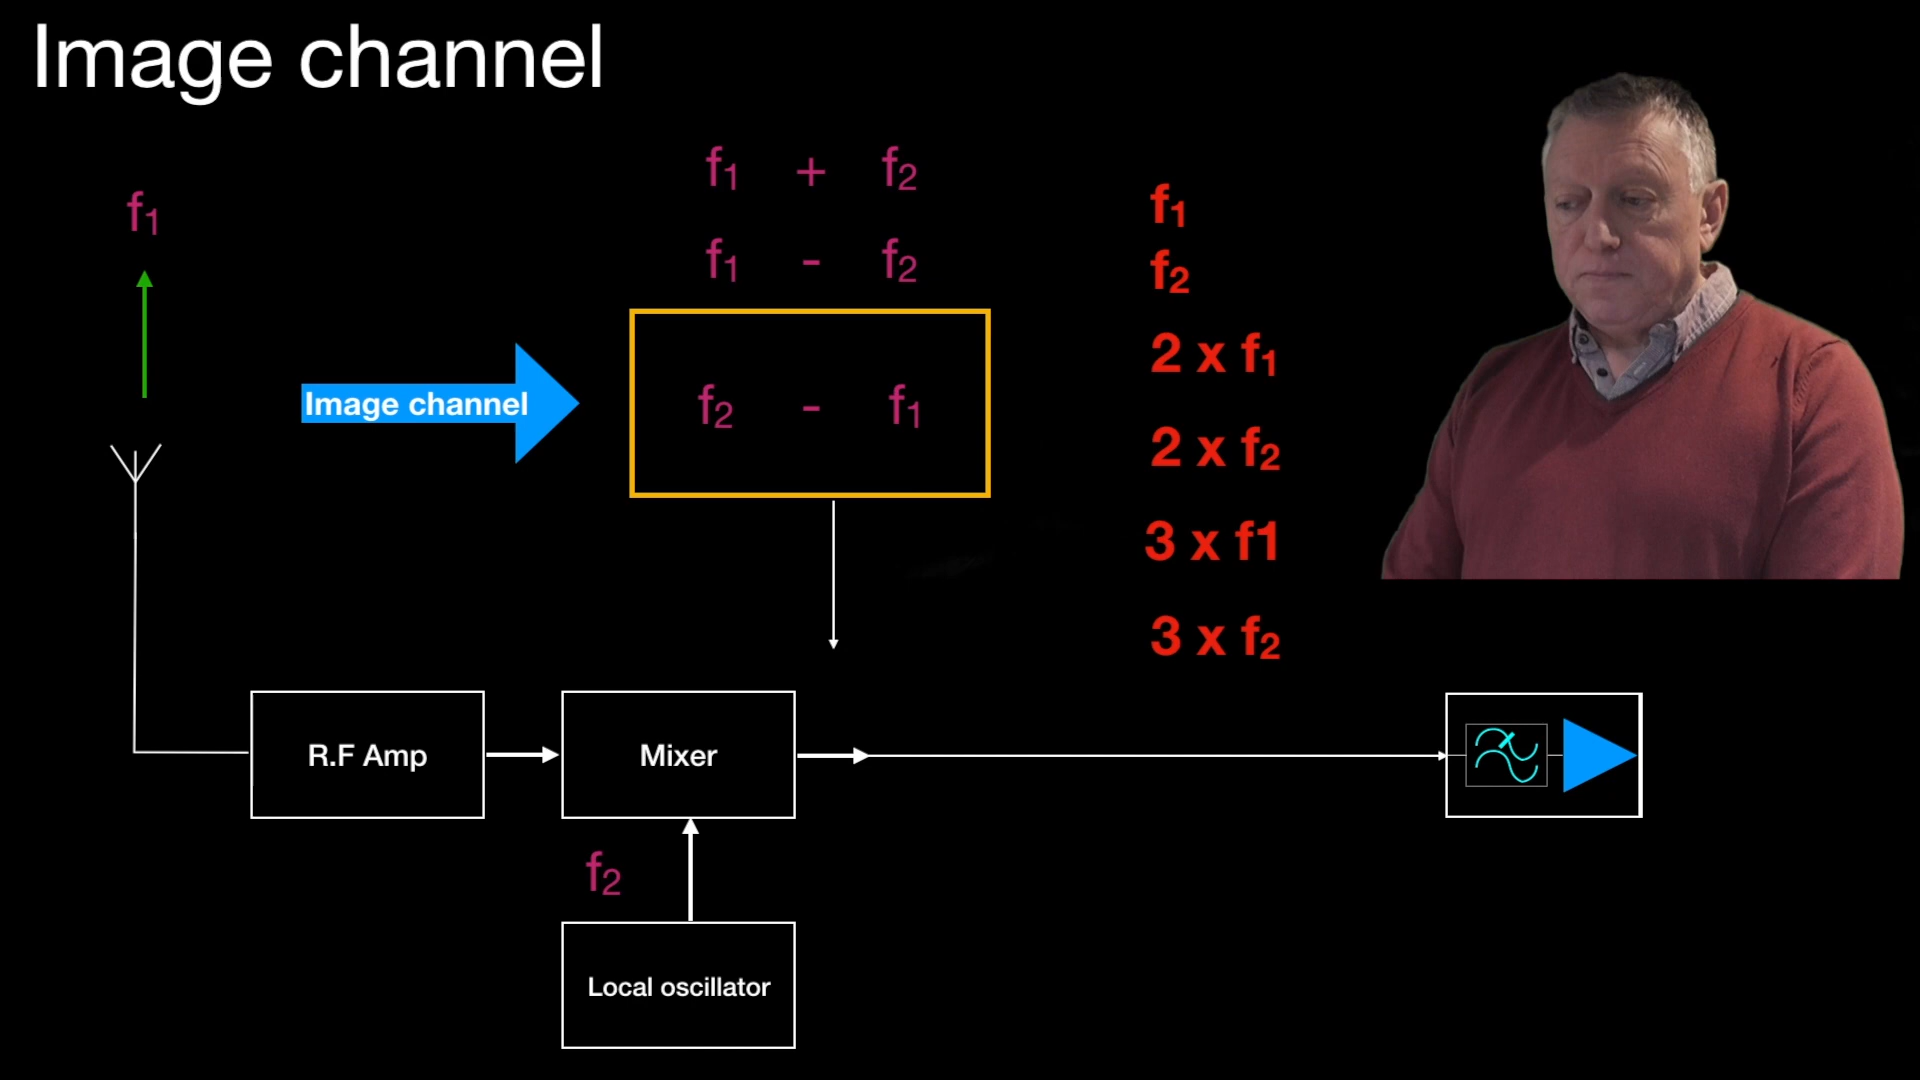 Image channel
f₁ + f₂
f₁ - f₂
f₁
Image channel
f₂ - f₁
f₁
f₂
2 x f₁
2 x f₂
3 x f1
3 x f₂
R.F Amp
Mixer
f₂
Local oscillator